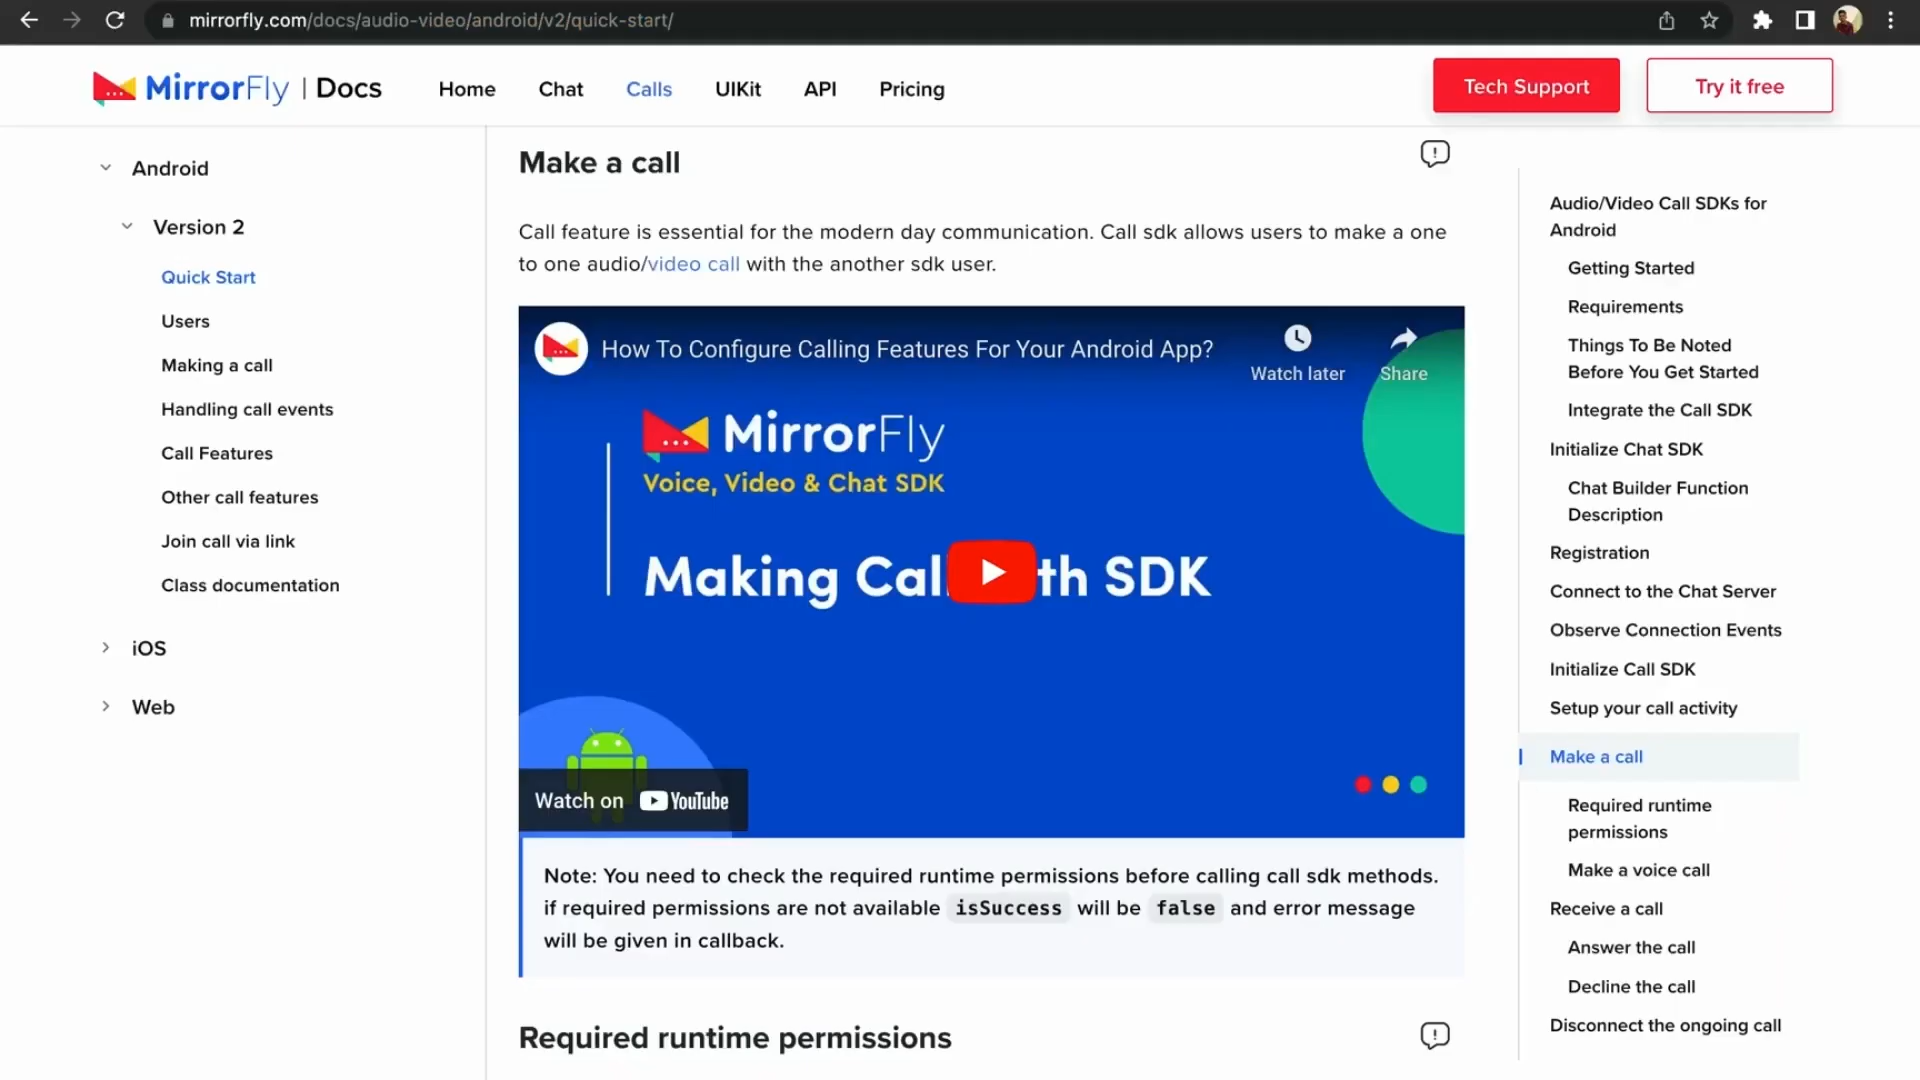 mirrorfly.com/docs/audio-video/android/v2/quick-start/
MirrorFly | Docs
Home
Chat
Calls
UIKit
API
Pricing
Tech Support
Try it free
Android
Version 2
Quick Start
Users
Making a call
Handling call events
Call Features
Other call features
Join call via link
Class documentation
iOS
Web
Make a call
Call feature is essential for the modern day communication. Call sdk allows users to make a one
to one audio/video call with the another sdk user.
How To Configure Calling Features For Your Android App?
Watch later
Share
MirrorFly
Voice, Video & Chat SDK
Making Cal th SDK
Watch on YouTube
Note: You need to check the required runtime permissions before calling call sdk methods.
if required permissions are not available isSuccess will be false and error message
will be given in callback.
Required runtime permissions
Audio/Video Call SDKs for
Android
Getting Started
Requirements
Things To Be Noted
Before You Get Started
Integrate the Call SDK
Initialize Chat SDK
Chat Builder Function
Description
Registration
Connect to the Chat Server
Observe Connection Events
Initialize Call SDK
Setup your call activity
Make a call
Required runtime
permissions
Make a voice call
Receive a call
Answer the call
Decline the call
Disconnect the ongoing call